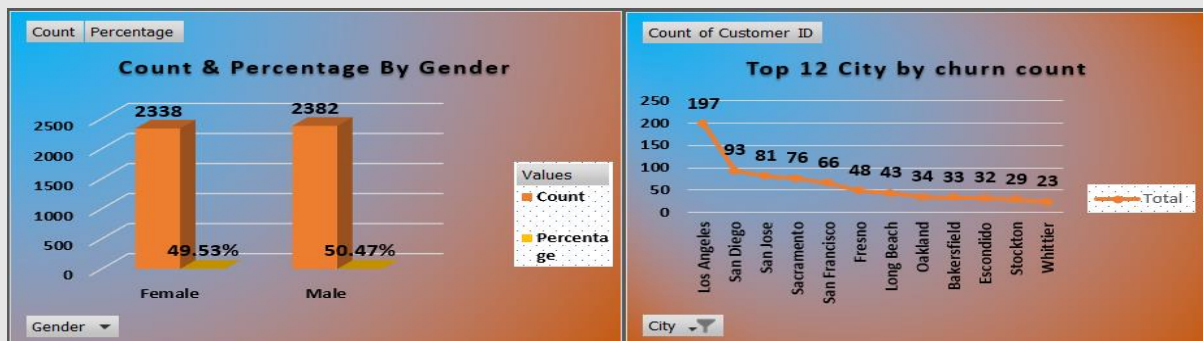 Count Percentage
Count & Percentage By Gender
2338
2382
2500
2000
1500
1000
500
0
49.53%
50.47%
Female
Male
Values
Count
Percenta
ge
Gender
Count of Customer ID
Top 12 City by churn count
250
200
150
100
50
0
197
93
81
76
66
48
43
34
33
32
29
23
Los Angeles
San Diego
San Jose
Sacramento
San Francisco
Fresno
Long Beach
Oakland
Bakersfield
Escondido
Stockton
Whittier
Total
City